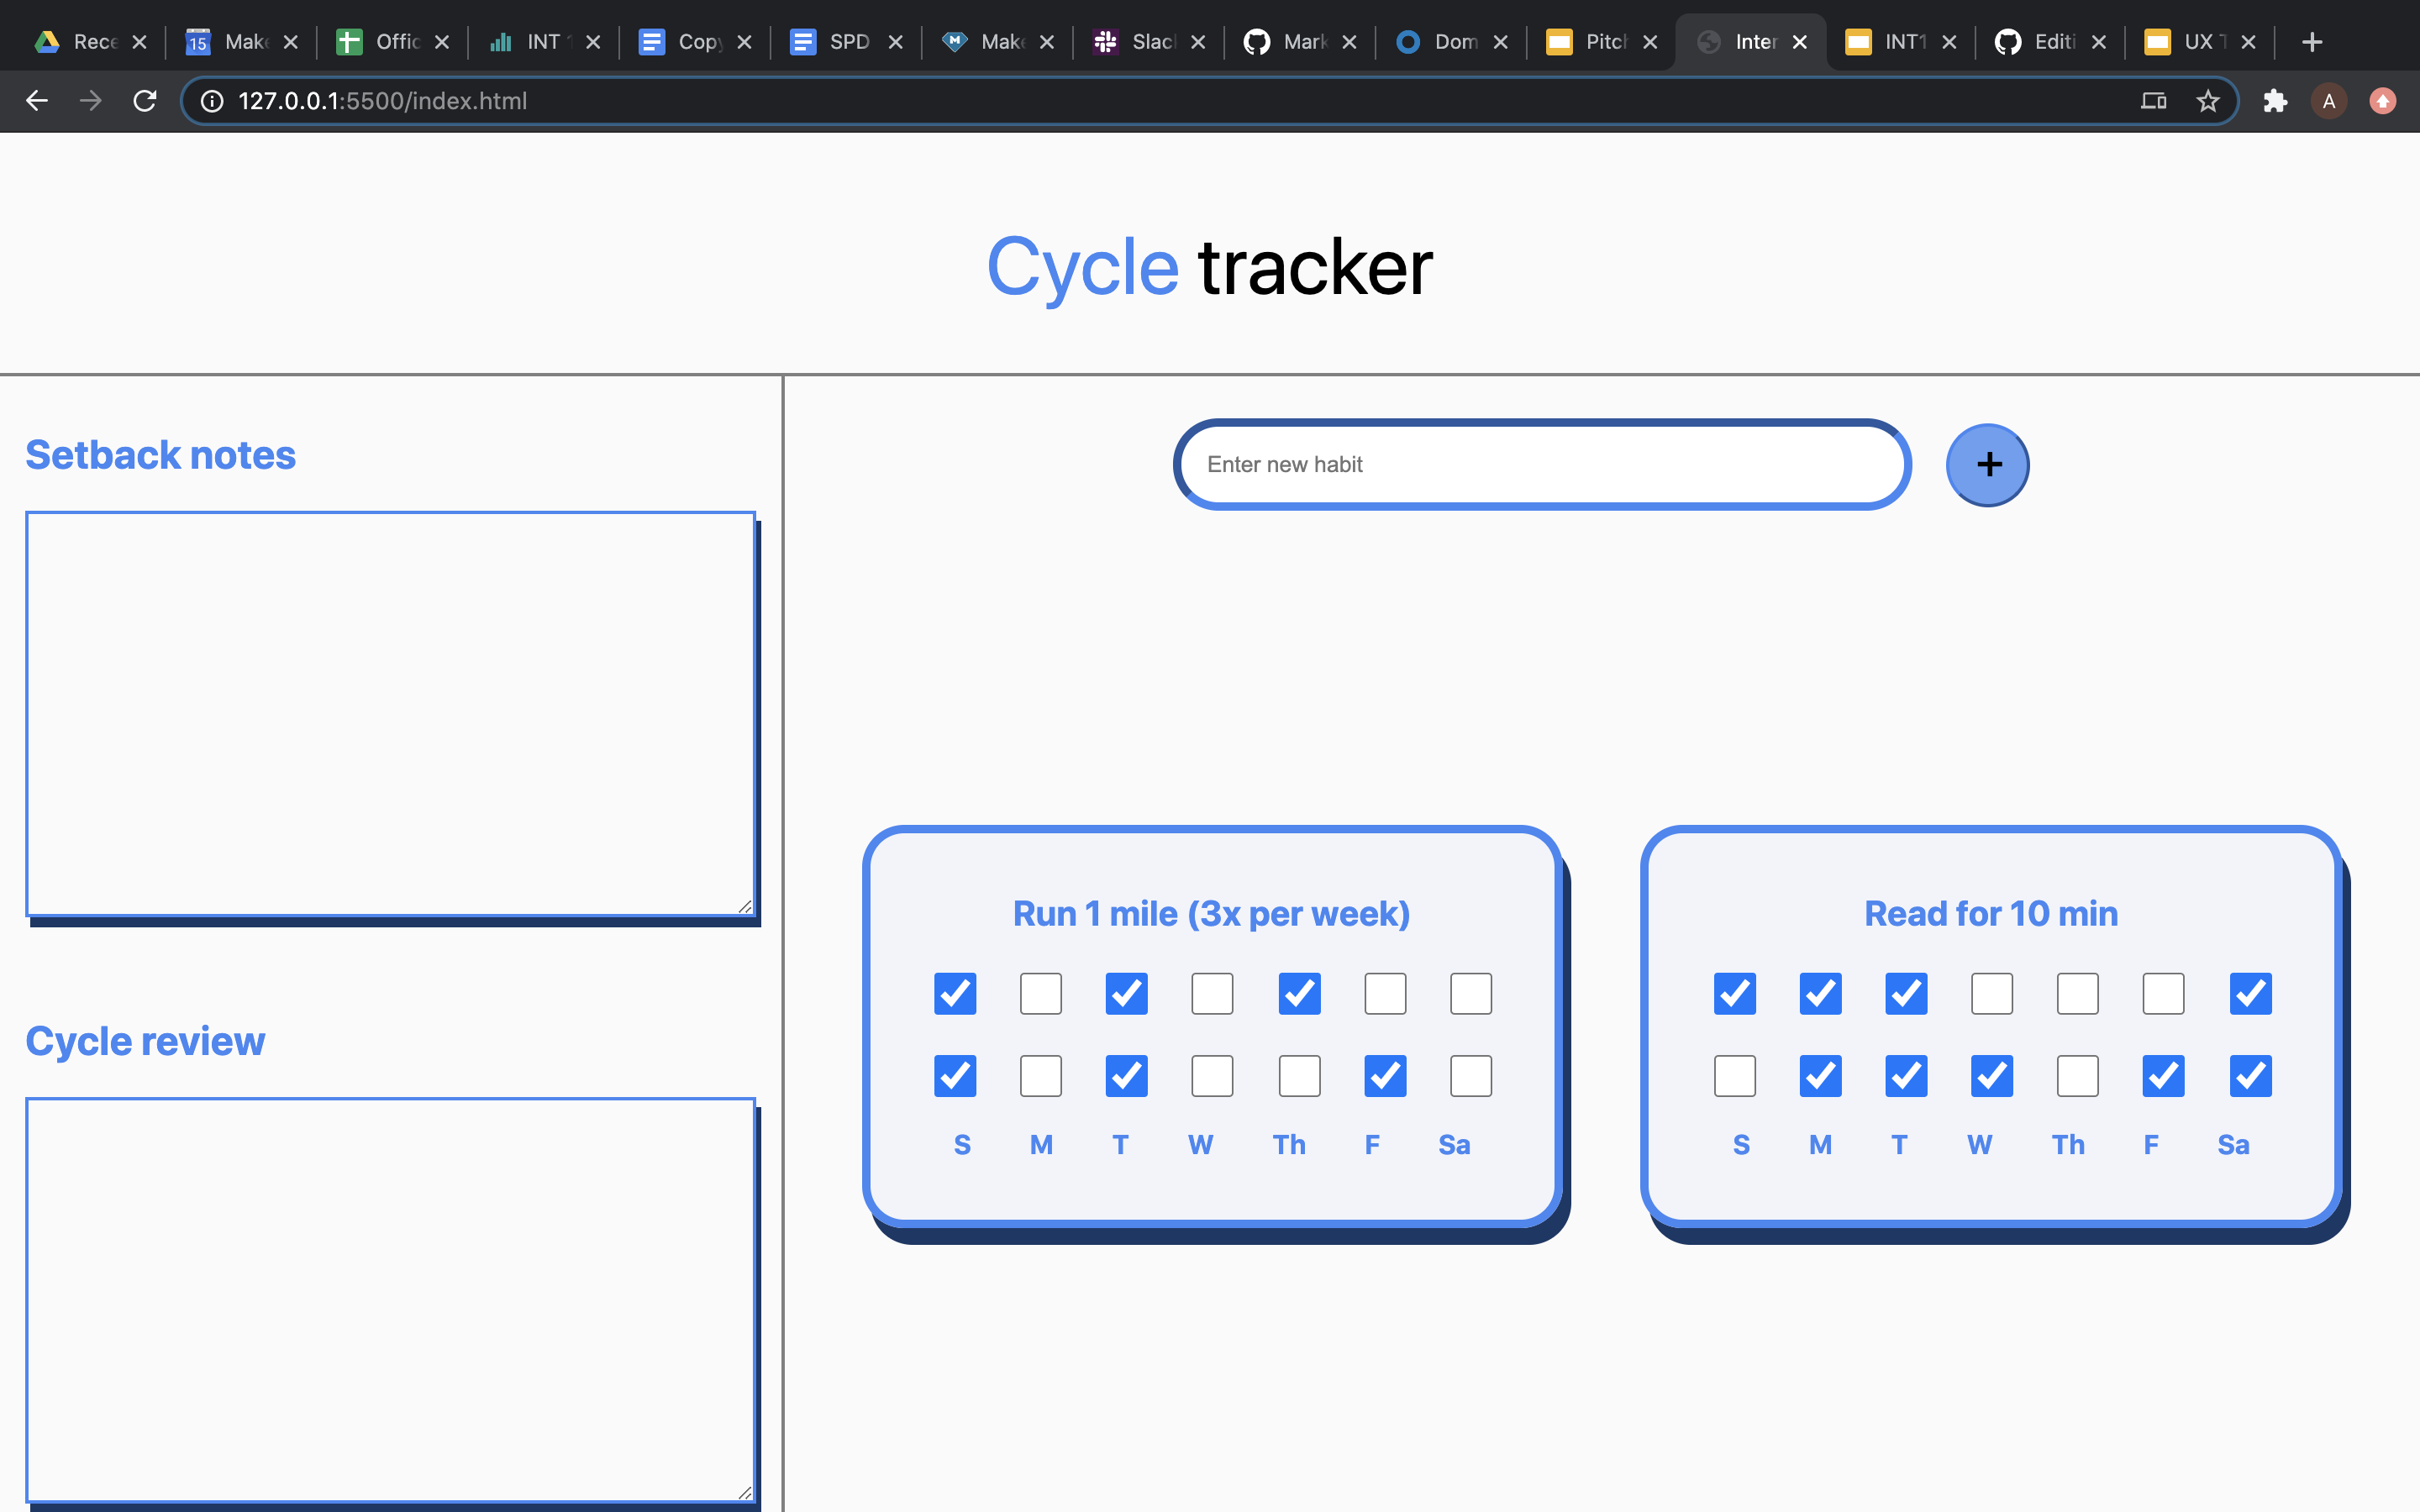 Rece
15 Make
Offic
INT 1
Copy
SPD
M Make
Slac
Mark
Dom
Pitch
Inter
INT1
Editi
UX T
127.0.0.1:5500/index.html
A
Cycle tracker
Setback notes
Enter new habit
+
Run 1 mile (3x per week)
S M T W Th F Sa
Read for 10 min
S M T W Th F Sa
Cycle review